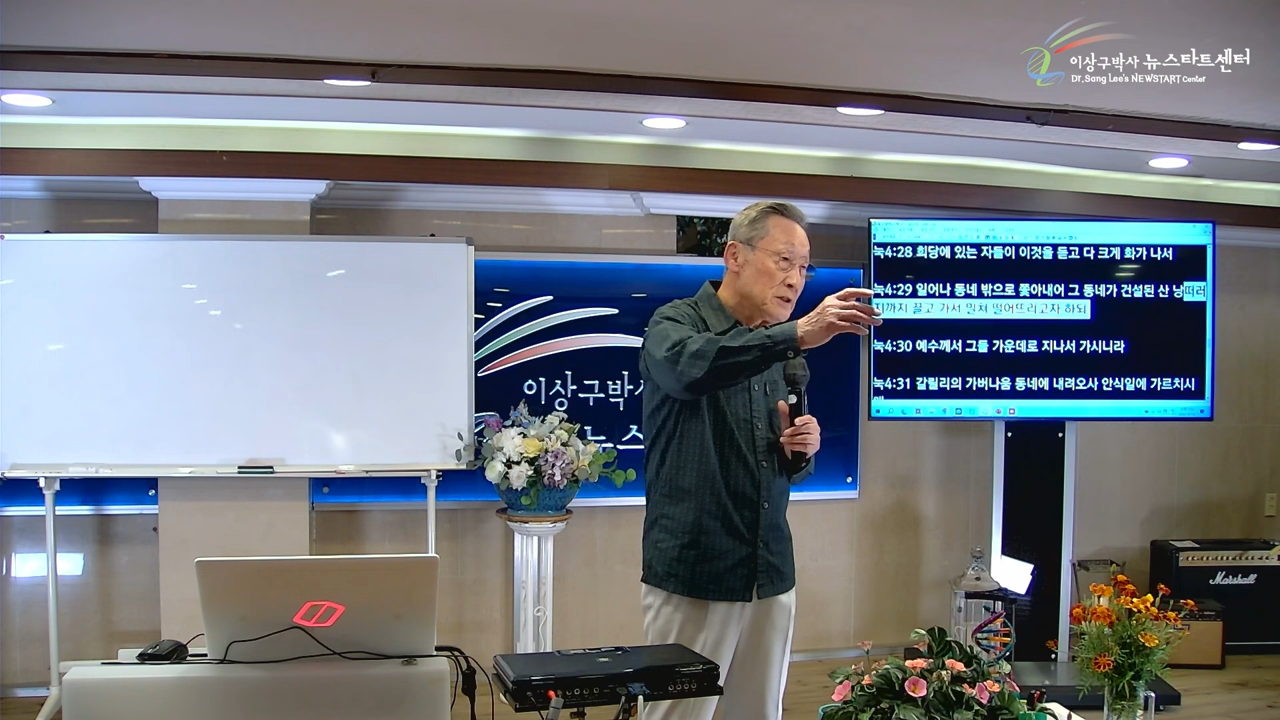 이상구박사 뉴스타트센터
Dr.Sang Lee's NEWSTART Center
눅4:28 회당에 있는 자들이 이것을 듣고 다 크게 화가 나서
눅4:29 일어나 동네 밖으로 쫓아내어 그 동네가 건설된 산 낭떠러
지까지 끌고 가서 밀쳐 떨어뜨리고자 하되
눅4:30 예수께서 그들 가운데로 지나서 가시니라
눅4:31 갈릴리의 가버나움 동네에 내려오사 안식일에 가르치시
이상구박사
뉴스
Marshall